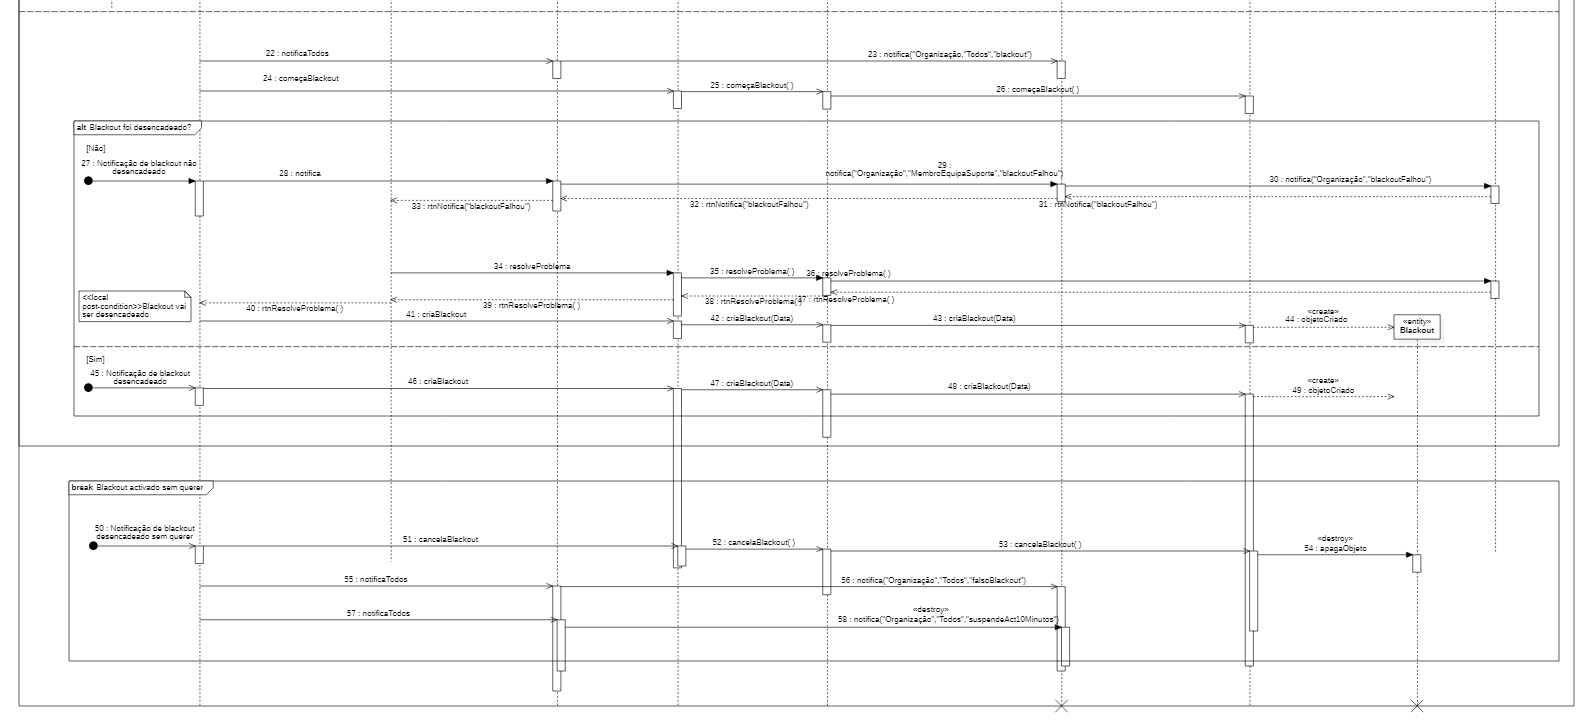 22 : notificaTodos
23 : notifica("Organização,"Todos","blackout")
24 : começaBlackout
25 : começaBlackout( )
26 : começaBlackout( )
alt Blackout foi desencadeado?
[Não]
27 : Notificação de blackout não
desencadeado
28 : notifica
29 :
notifica("Organização","MembroEquipaSuporte","blackoutFalhou")
30 : notifica("Organização","blackoutFalhou")
33 : rtnNotifica("blackoutFalhou")
32 : rtnNotifica("blackoutFalhou")
31 : rtnNotifica("blackoutFalhou")
34 : resolveProblema
35 : resolveProblema( )
36 : resolveProblema( )
<<local
post-condition>>Blackout vai
ser desencadeado
40 : rtnResolveProblema( )
39 : rtnResolveProblema( )
38 : rtnResolveProblema( )
37 : rtnResolveProblema( )
41 : criaBlackout
42 : criaBlackout(Data)
43 : criaBlackout(Data)
«create»
44 : objetoCriado
«entity»
Blackout
[Sim]
45 : Notificação de blackout
desencadeado
46 : criaBlackout
47 : criaBlackout(Data)
48 : criaBlackout(Data)
«create»
49 : objetoCriado
break Blackout activado sem querer
50 : Notificação de blackout
desencadeado sem querer
51 : cancelaBlackout
52 : cancelaBlackout( )
53 : cancelaBlackout( )
«destroy»
54 : apagaObjeto
55 : notificaTodos
56 : notifica("Organização","Todos","falsoBlackout")
57 : notificaTodos
«destroy»
58 : notifica("Organização","Todos","suspendeAct10Minutos")